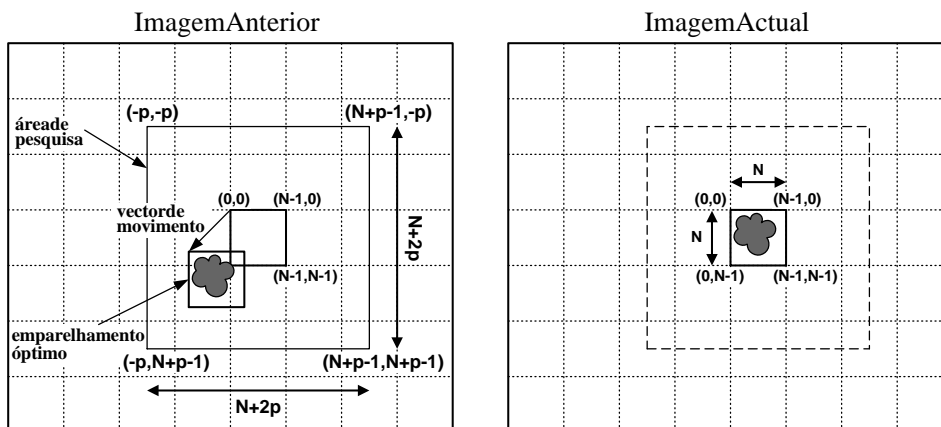 ImagemAnterior
(-p,-p)
(N+p-1,-p)
áreade
pesquisa
(0,0)
(N-1,0)
vectorde
movimento
N+2p
(N-1,N-1)
emparelhamento
óptimo
(-p,N+p-1)
(N+p-1,N+p-1)
N+2p
ImagemActual
N
(0,0)
(N-1,0)
N
(0,N-1)
(N-1,N-1)